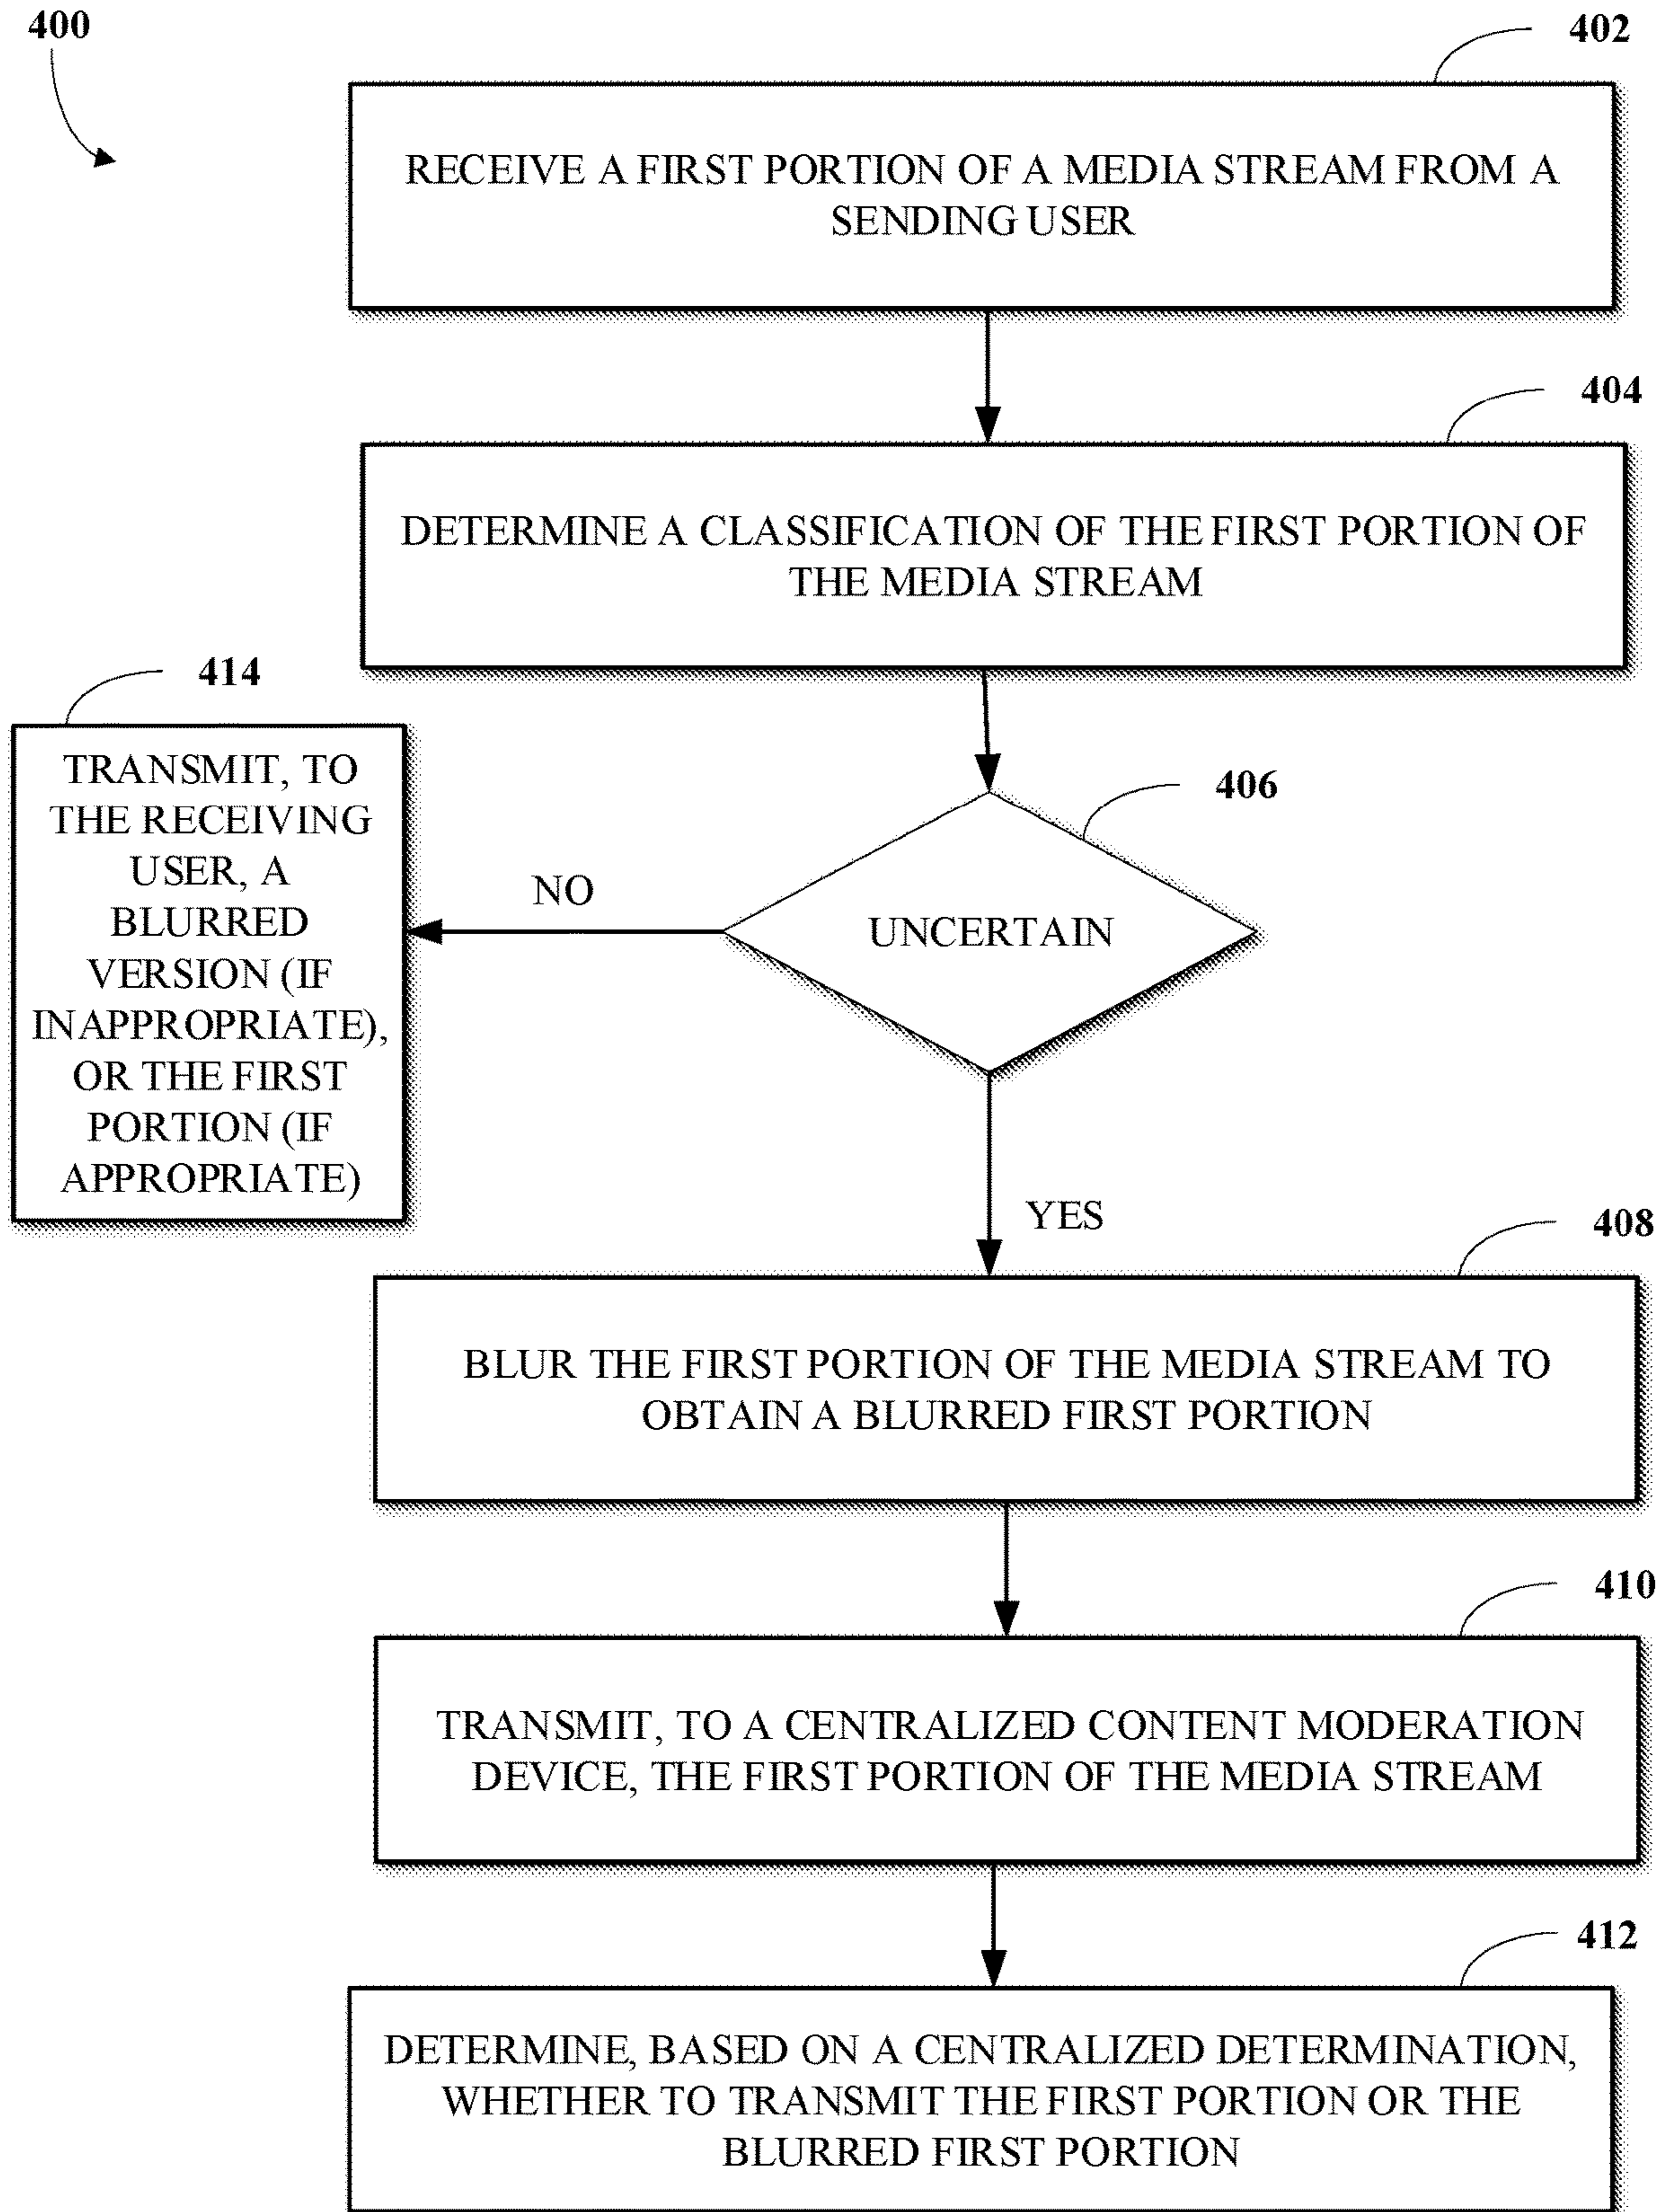 400
402
RECEIVE A FIRST PORTION OF A MEDIA STREAM FROM A
SENDING USER
404
DETERMINE A CLASSIFICATION OF THE FIRST PORTION OF
THE MEDIA STREAM
414
TRANSMIT, TO
THE RECEIVING
USER, A
BLURRED
VERSION (IF
INAPPROPRIATE),
OR THE FIRST
PORTION (IF
APPROPRIATE)
406
NO
UNCERTAIN
YES
408
BLUR THE FIRST PORTION OF THE MEDIA STREAM TO
OBTAIN A BLURRED FIRST PORTION
410
TRANSMIT, TO A CENTRALIZED CONTENT MODERATION
DEVICE, THE FIRST PORTION OF THE MEDIA STREAM
412
DETERMINE, BASED ON A CENTRALIZED DETERMINATION,
WHETHER TO TRANSMIT THE FIRST PORTION OR THE
BLURRED FIRST PORTION